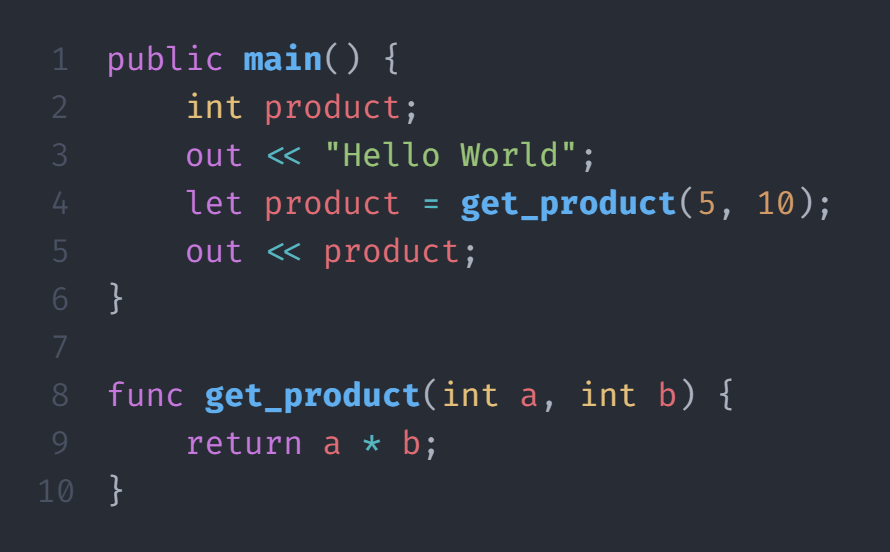 1 public main() {
2     int product;
3     out << "Hello World";
4     let product = get_product(5, 10);
5     out << product;
6 }
7
8 func get_product(int a, int b) {
9     return a * b;
10 }